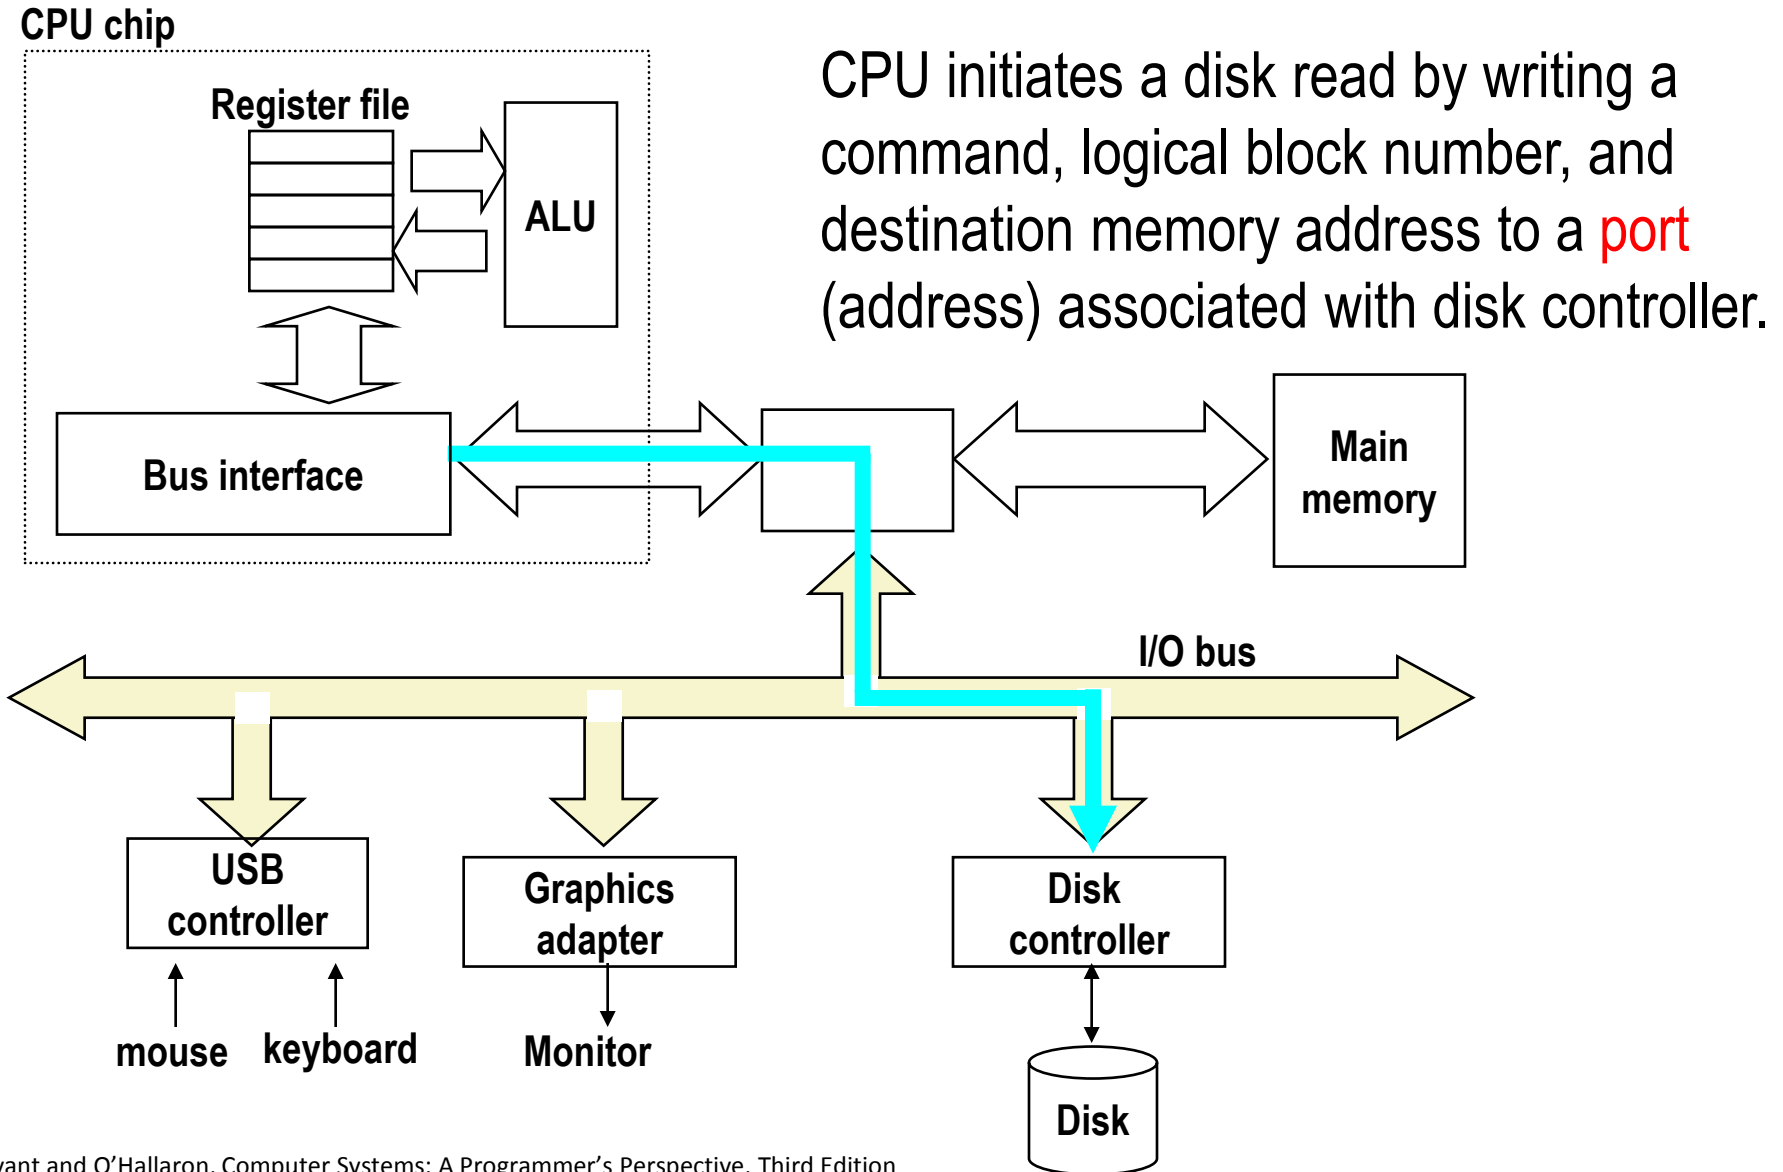 CPU chip
CPU initiates a disk read by writing a
command, logical block number, and
destination memory address to a port
(address) associated with disk controller.
Register file
ALU
Bus interface
Main
memory
I/O bus
USB
controller
Graphics
adapter
Disk
controller
mouse
keyboard
Monitor
Disk
and O'Hallaron, Computer Systems: A Programmer's Perspective, Third Edition